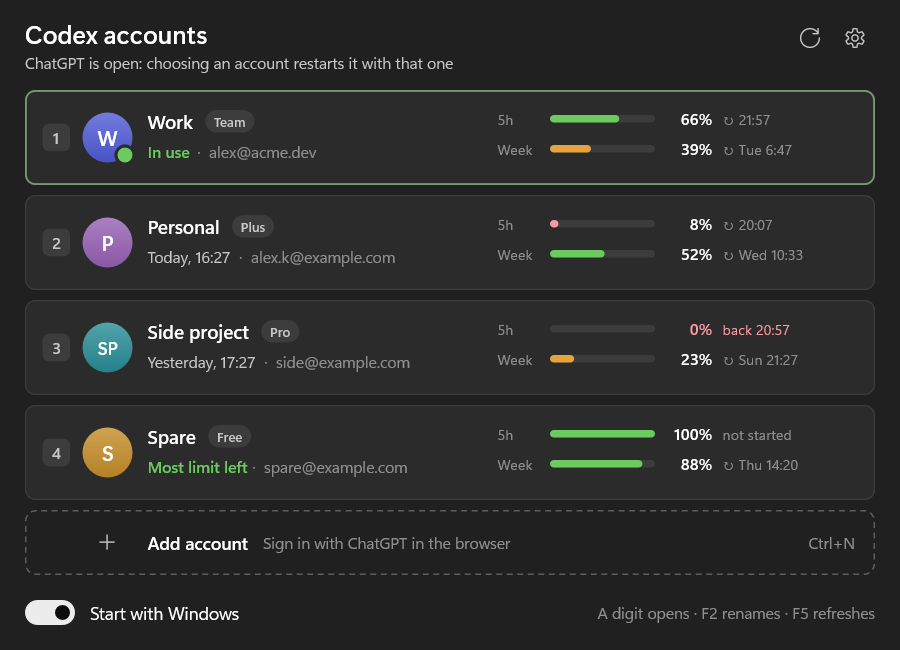 Codex accounts
ChatGPT is open: choosing an account restarts it with that one
1 W Work Team
In use · alex@acme.dev
5h 66% ↻ 21:57
Week 39% ↻ Tue 6:47
2 P Personal Plus
Today, 16:27 · alex.k@example.com
5h 8% ↻ 20:07
Week 52% ↻ Wed 10:33
3 SP Side project Pro
Yesterday, 17:27 · side@example.com
5h 0% back 20:57
Week 23% ↻ Sun 21:27
4 S Spare Free
Most limit left · spare@example.com
5h 100% not started
Week 88% ↻ Thu 14:20
+ Add account Sign in with ChatGPT in the browser Ctrl+N
Start with Windows
A digit opens · F2 renames · F5 refreshes